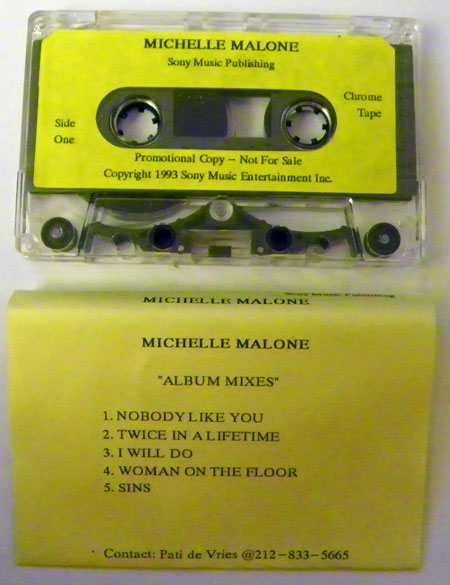 MICHELLE MALONE
Sony Music Publishing
Chrome
Tape
Side
One
Promotional Copy – Not For Sale
Copyright 1993 Sony Music Entertainment Inc.
Sony Music Publishing
MICHELLE MALONE
MICHELLE MALONE
"ALBUM MIXES"
1. NOBODY LIKE YOU
2. TWICE IN A LIFETIME
3. I WILL DO
4. WOMAN ON THE FLOOR
5. SINS
Contact: Pati de Vries @212-833-5665